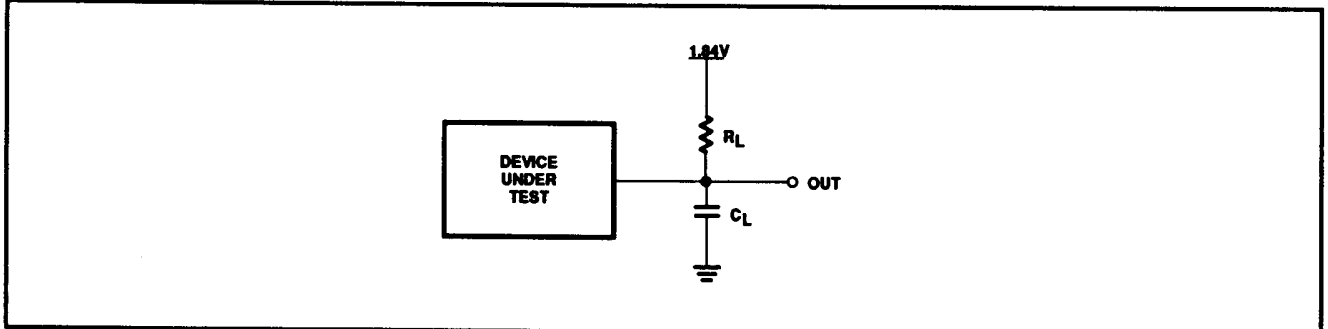 1.84V
RL
DEVICE
UNDER
TEST
OUT
CL